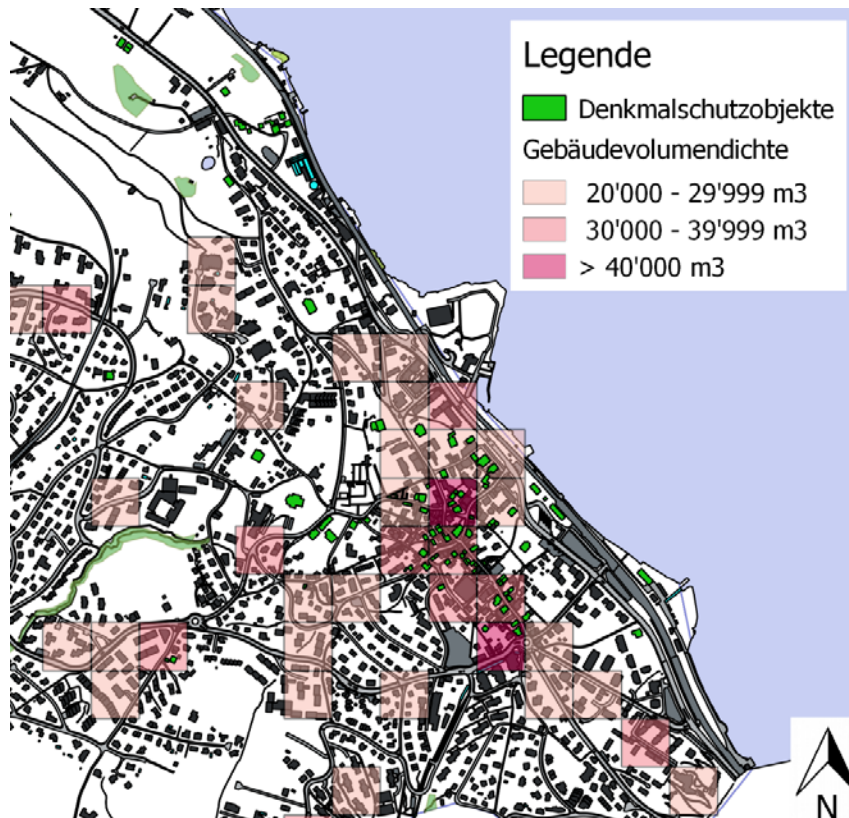 Legende
Denkmalschutzobjekte
Gebäudevolumendichte
20'000 - 29'999 m3
30'000 - 39'999 m3
> 40'000 m3
N